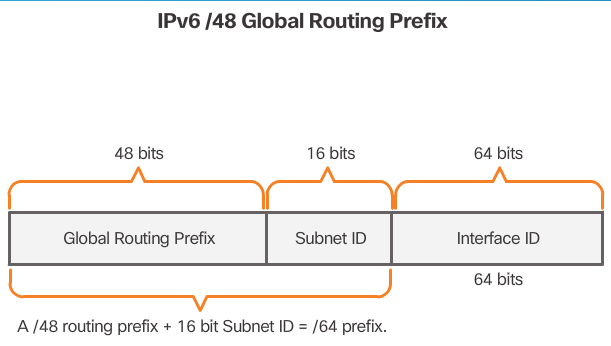 IPv6 /48 Global Routing Prefix
48 bits 16 bits 64 bits
Global Routing Prefix Subnet ID Interface ID
64 bits
A /48 routing prefix + 16 bit Subnet ID = /64 prefix.